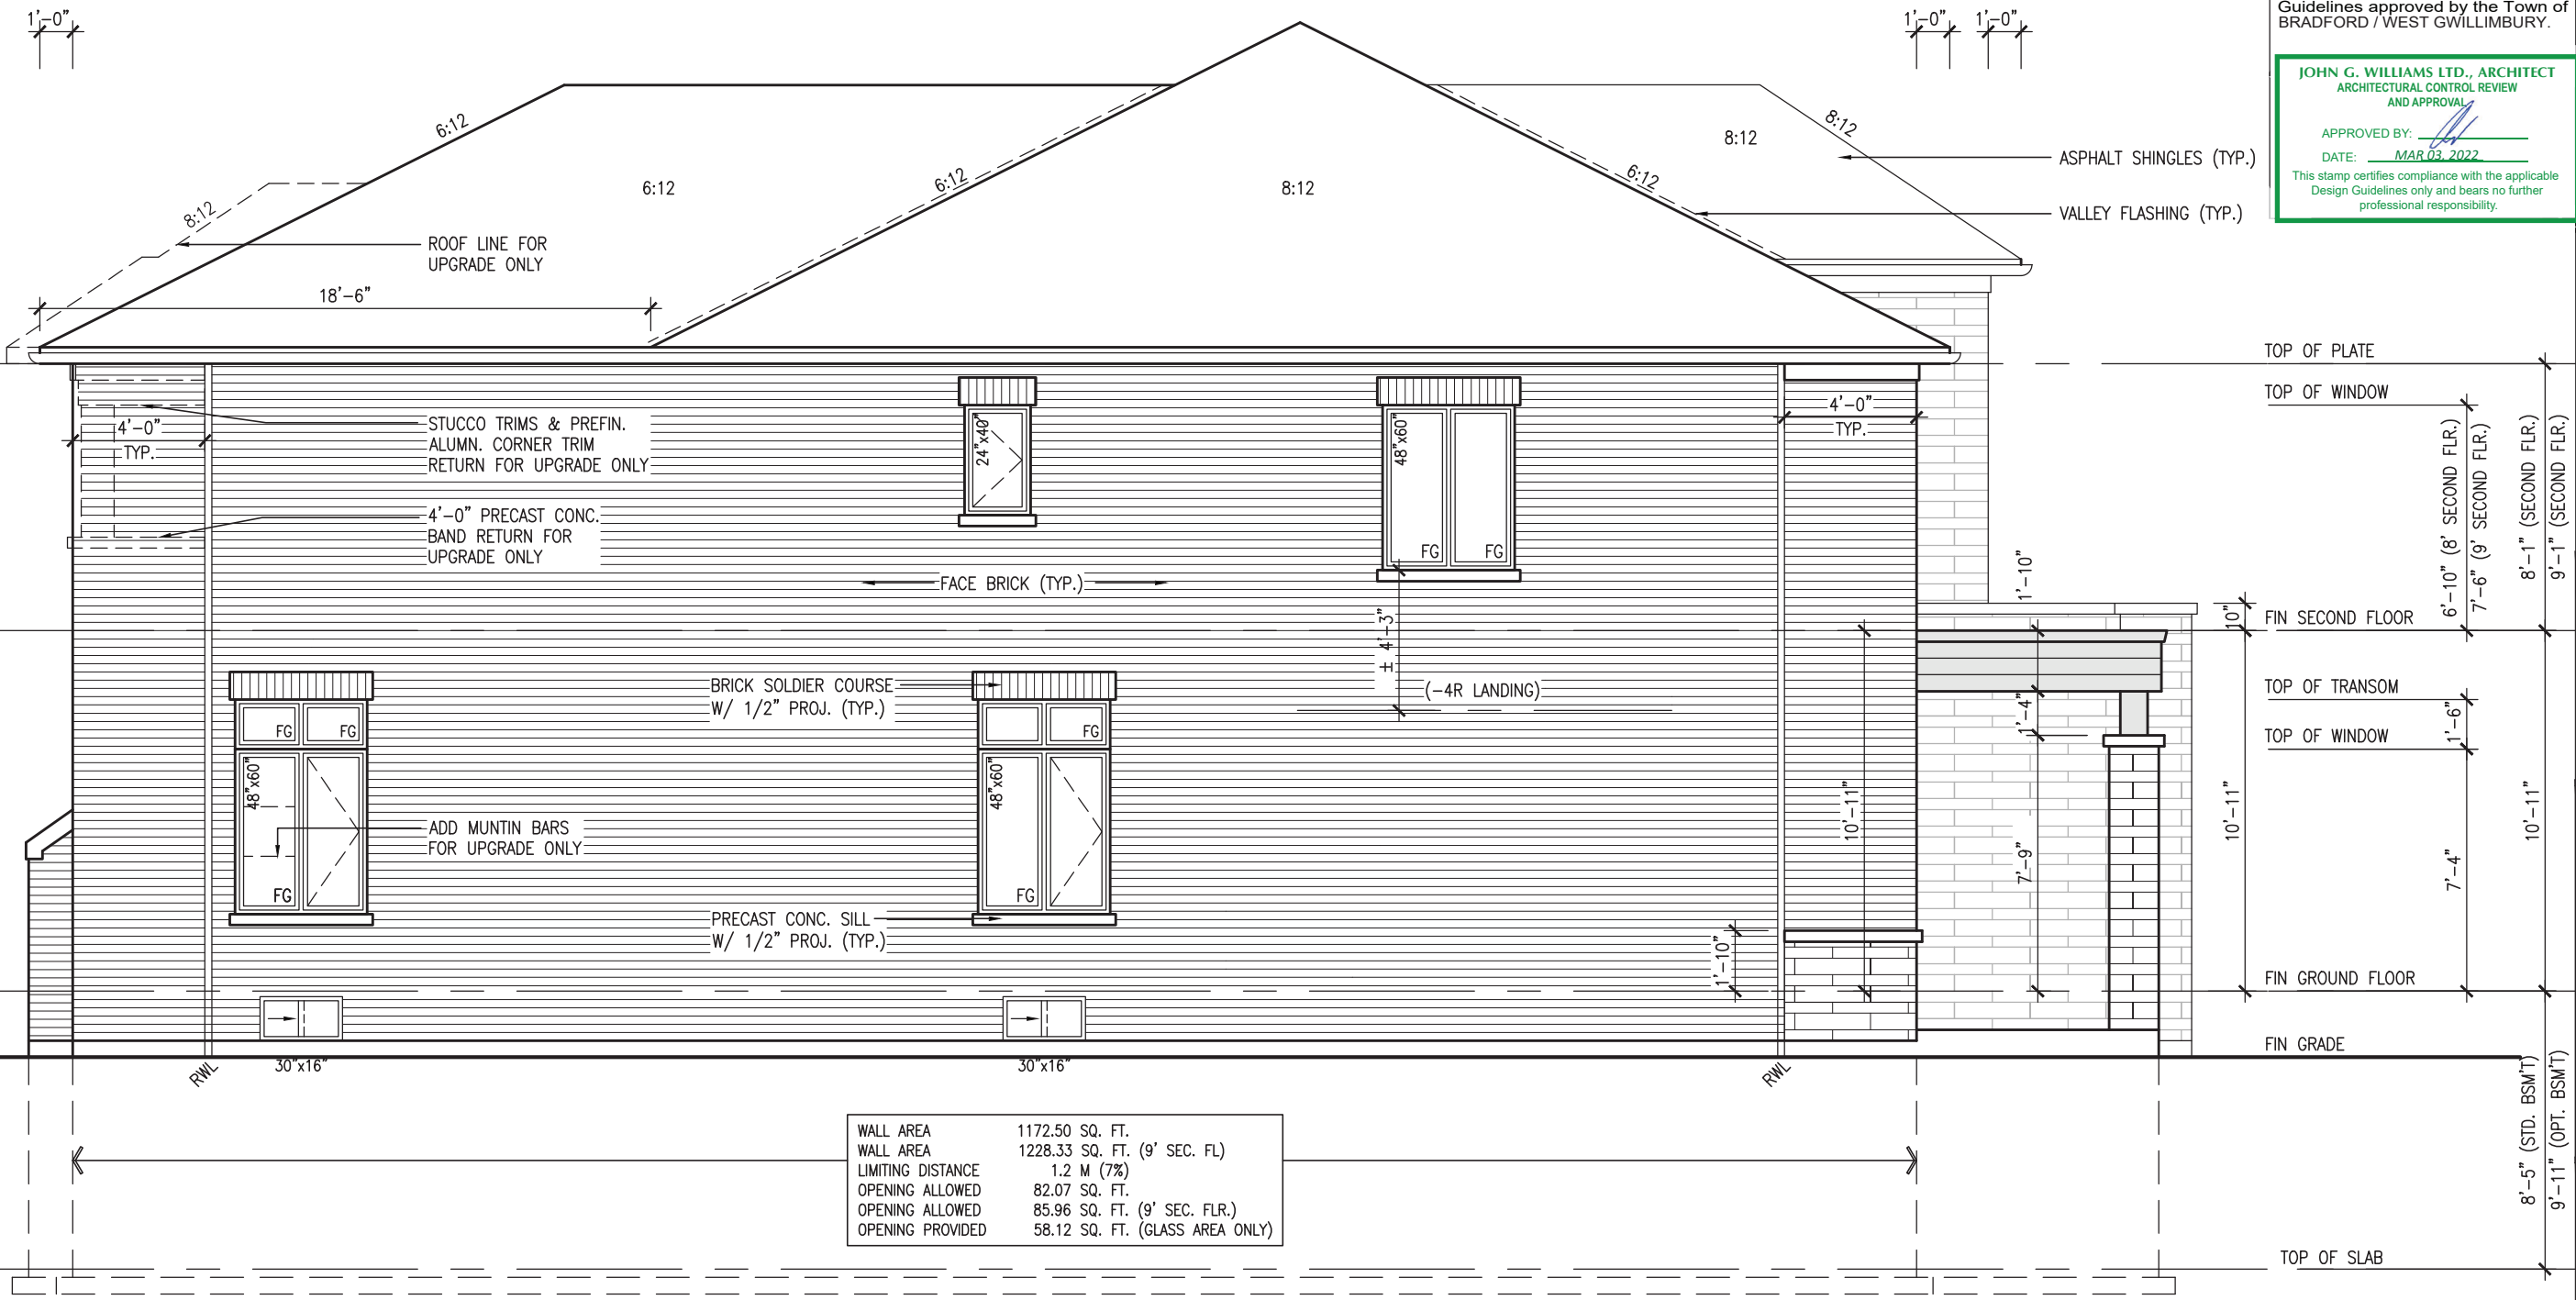 1'-0"
1'-0"
1'-0"
Guidelines approved by the Town of
BRADFORD / WEST GWILLIMBURY.
JOHN G. WILLIAMS LTD., ARCHITECT
ARCHITECTURAL CONTROL REVIEW
AND APPROVAL
APPROVED BY:
DATE: MAR 03, 2022
This stamp certifies compliance with the applicable
Design Guidelines only and bears no further
professional responsibility.
6:12
8:12
8:12
ASPHALT SHINGLES (TYP.)
6:12
6:12
8:12
6:12
8:12
VALLEY FLASHING (TYP.)
ROOF LINE FOR
UPGRADE ONLY
18'-6"
TOP OF PLATE
TOP OF WINDOW
4'-0"
TYP.
STUCCO TRIMS & PREFIN.
ALUMN. CORNER TRIM
RETURN FOR UPGRADE ONLY
24"x40"
48"x60"
FG
FG
4'-0"
TYP.
6'-10" (8' SECOND FLR.)
7'-6" (9' SECOND FLR.)
8'-1" (SECOND FLR.)
9'-1" (SECOND FLR.)
4'-0" PRECAST CONC.
BAND RETURN FOR
UPGRADE ONLY
FACE BRICK (TYP.)
± 4'-3"
1'-10"
10"
FIN SECOND FLOOR
BRICK SOLDIER COURSE
W/ 1/2" PROJ. (TYP.)
(-4R LANDING)
TOP OF TRANSOM
1'-4"
1'-6"
TOP OF WINDOW
FG
FG
FG
48"x60"
48"x60"
10'-11"
10'-11"
10'-11"
ADD MUNTIN BARS
FOR UPGRADE ONLY
7'-9"
7'-4"
FG
FG
PRECAST CONC. SILL
W/ 1/2" PROJ. (TYP.)
1'-10"
FIN GROUND FLOOR
FIN GRADE
RWL
30"x16"
30"x16"
RWL
8'-5" (STD. BSM'T)
9'-11" (OPT. BSM'T)
WALL AREA 1172.50 SQ. FT.
WALL AREA 1228.33 SQ. FT. (9' SEC. FL)
LIMITING DISTANCE 1.2 M (7%)
OPENING ALLOWED 82.07 SQ. FT.
OPENING ALLOWED 85.96 SQ. FT. (9' SEC. FLR.)
OPENING PROVIDED 58.12 SQ. FT. (GLASS AREA ONLY)
TOP OF SLAB